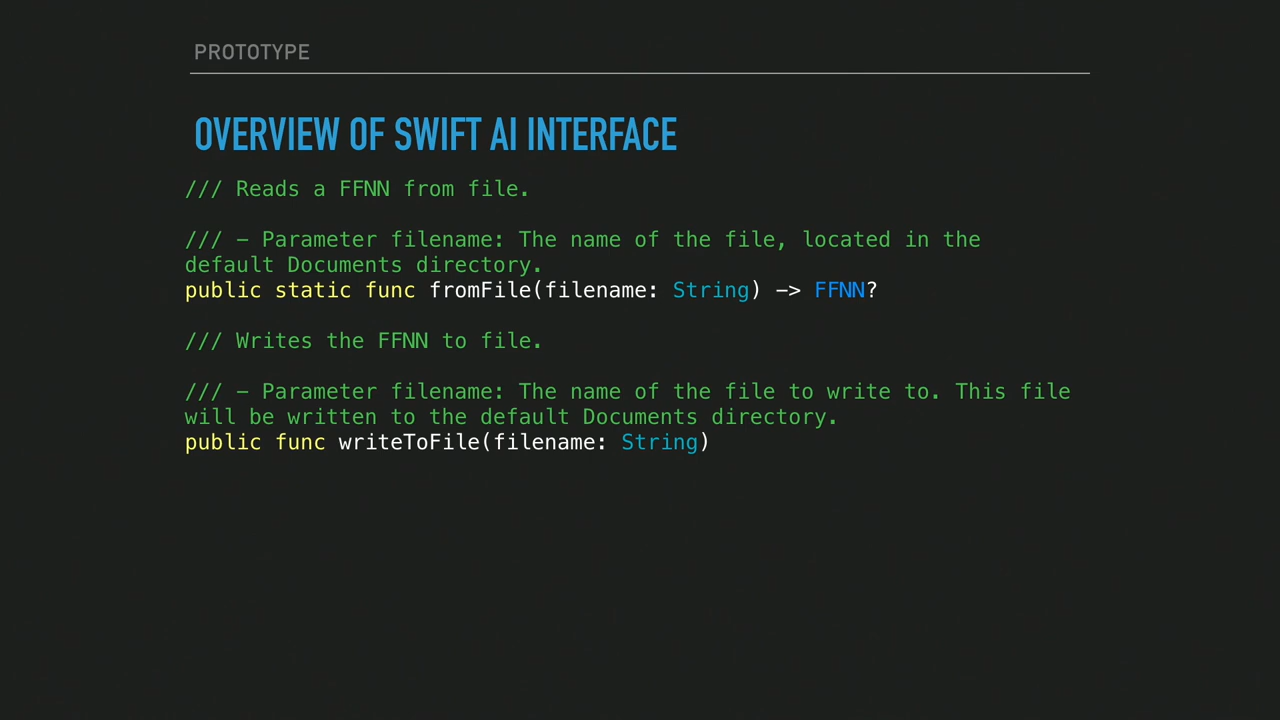 PROTOTYPE
OVERVIEW OF SWIFT AI INTERFACE
/// Reads a FFNN from file.
/// – Parameter filename: The name of the file, located in the
default Documents directory.
public static func fromFile(filename: String) –> FFNN?
/// Writes the FFNN to file.
/// – Parameter filename: The name of the file to write to. This file
will be written to the default Documents directory.
public func writeToFile(filename: String)